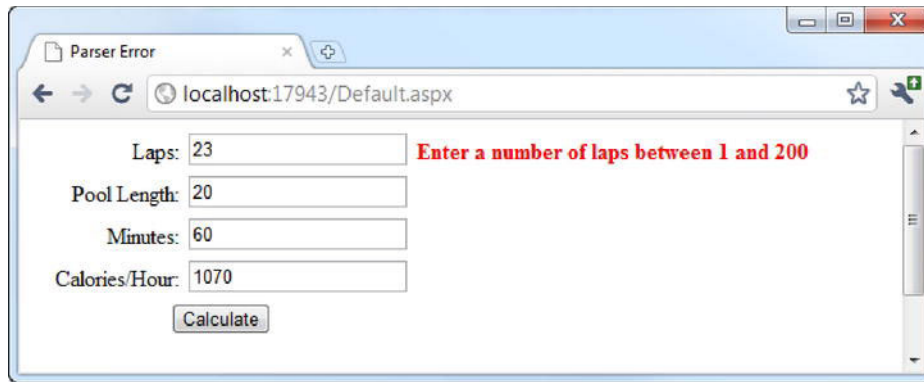 Parser Error
localhost:17943/Default.aspx
Laps: 23 Enter a number of laps between 1 and 200
Pool Length: 20
Minutes: 60
Calories/Hour: 1070
Calculate